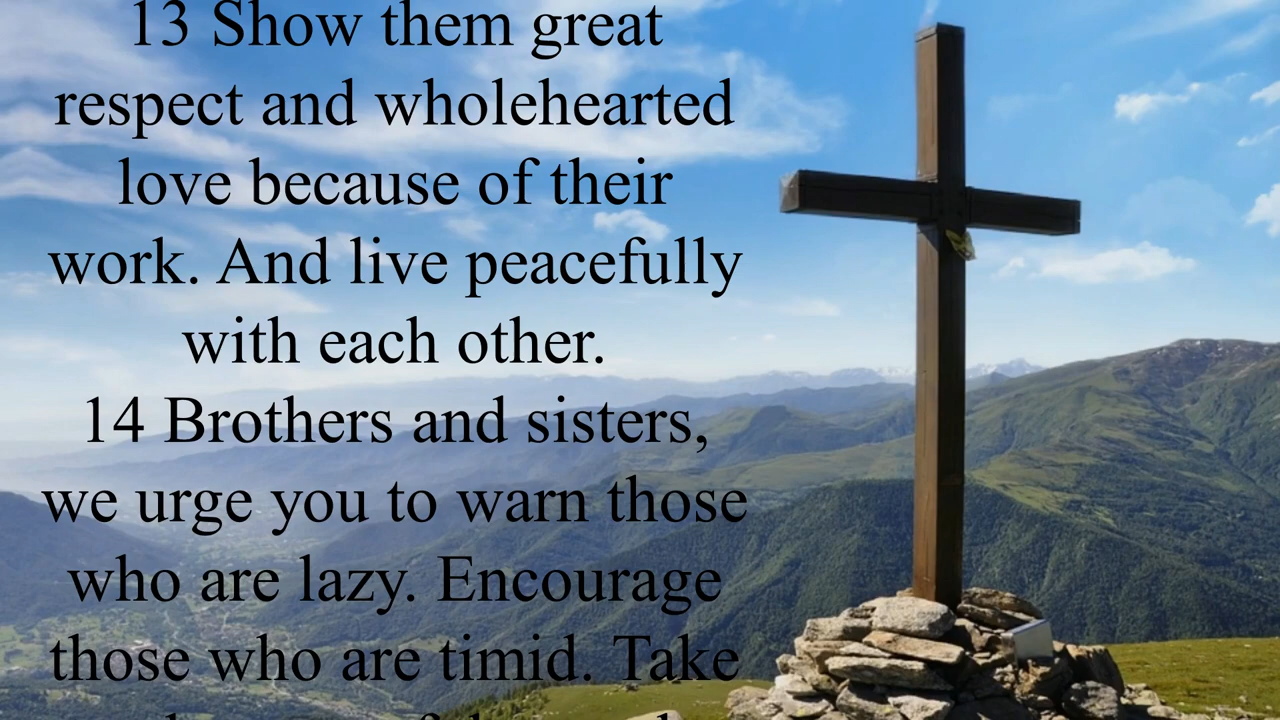 13 Show them great
respect and wholehearted
love because of their
work. And live peacefully
with each other.
14 Brothers and sisters,
we urge you to warn those
who are lazy. Encourage
those who are timid. Take